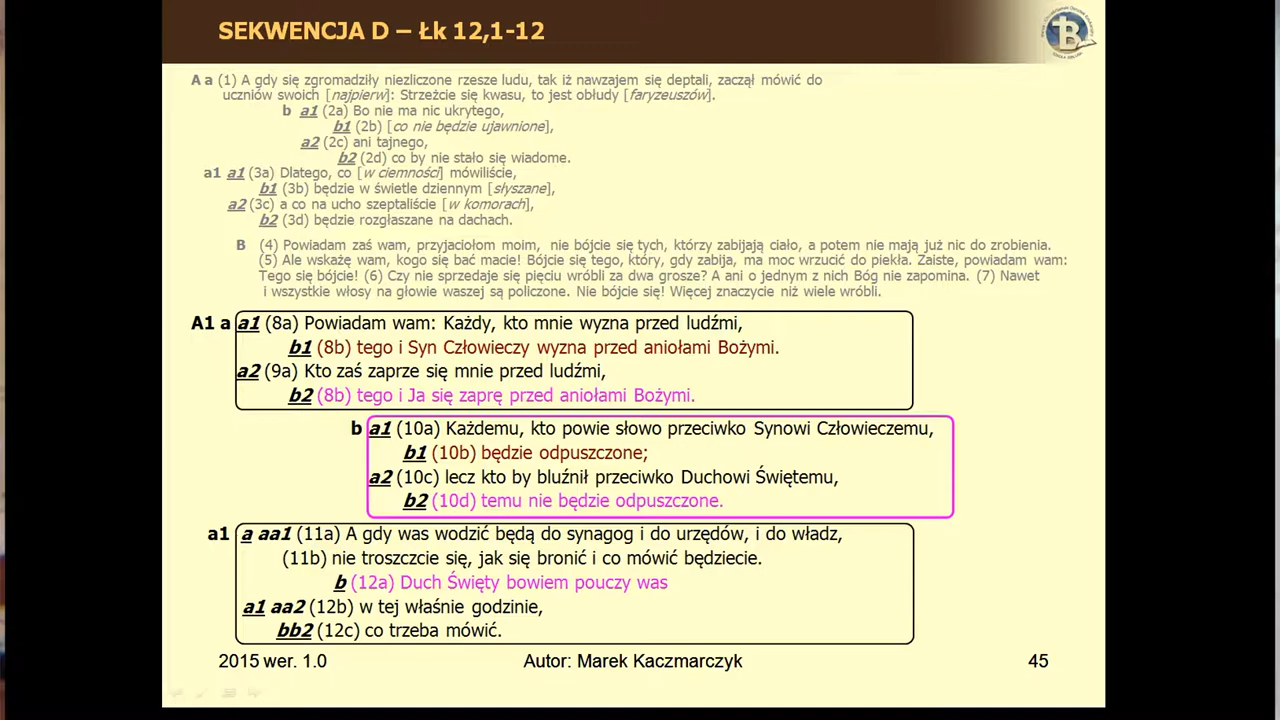 SEKWENCJA D – Łk 12,1-12
A a (1) A gdy się zgromadziły niezliczone rzesze ludu, tak iż nawzajem się deptali, zaczął mówić do
uczniów swoich [najpierw]: Strzeżcie się kwasu, to jest obłudy [faryzeuszów].
b a1 (2a) Bo nie ma nic ukrytego,
b1 (2b) [co nie będzie ujawnione],
a2 (2c) ani tajnego,
b2 (2d) co by nie stało się wiadome.
a1 a1 (3a) Dlatego, co [w ciemności] mówiliście,
b1 (3b) będzie w świetle dziennym [słyszane],
a2 (3c) a co na ucho szeptaliście [w komorach],
b2 (3d) będzie rozgłaszane na dachach.
B (4) Powiadam zaś wam, przyjaciołom moim, nie bójcie się tych, którzy zabijają ciało, a potem nie mają już nic do zrobienia.
(5) Ale wskażę wam, kogo się bać macie! Bójcie się tego, który, gdy zabija, ma moc wrzucić do piekła. Zaiste, powiadam wam:
Tego się bójcie! (6) Czy nie sprzedaje się pięciu wróbli za dwa grosze? A ani o jednym z nich Bóg nie zapomina. (7) Nawet
i wszystkie włosy na głowie waszej są policzone. Nie bójcie się! Więcej znaczycie niż wiele wróbli.
A1 a a1 (8a) Powiadam wam: Każdy, kto mnie wyzna przed ludźmi,
b1 (8b) tego i Syn Człowieczy wyzna przed aniołami Bożymi.
a2 (9a) Kto zaś zaprze się mnie przed ludźmi,
b2 (8b) tego i Ja się zaprę przed aniołami Bożymi.
b a1 (10a) Każdemu, kto powie słowo przeciwko Synowi Człowieczemu,
b1 (10b) będzie odpuszczone;
a2 (10c) lecz kto by bluźnił przeciwko Duchowi Świętemu,
b2 (10d) temu nie będzie odpuszczone.
a1 a aa1 (11a) A gdy was wodzić będą do synagog i do urzędów, i do władz,
(11b) nie troszczcie się, jak się bronić i co mówić będziecie.
b (12a) Duch Święty bowiem pouczy was
a1 aa2 (12b) w tej właśnie godzinie,
bb2 (12c) co trzeba mówić.
2015 wer. 1.0 Autor: Marek Kaczmarczyk 45